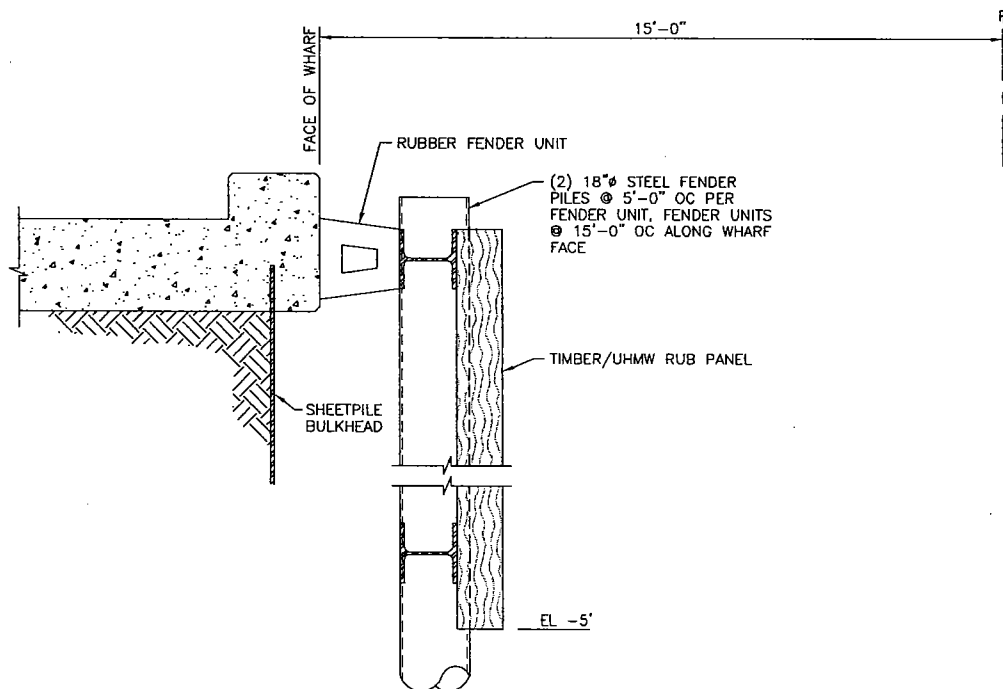 15'-0"
FACE OF WHARF
RUBBER FENDER UNIT
(2) 18"ø STEEL FENDER
PILES @ 5'-0" OC PER
FENDER UNIT, FENDER UNITS
@ 15'-0" OC ALONG WHARF
FACE
TIMBER/UHMW RUB PANEL
SHEETPILE
BULKHEAD
EL -5'